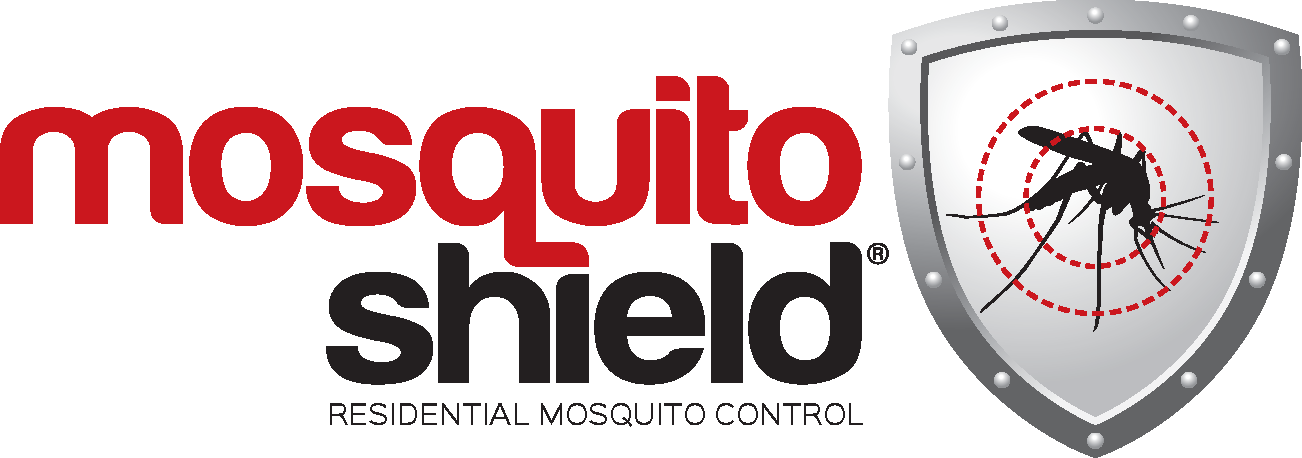 mosquito
shield®
RESIDENTIAL MOSQUITO CONTROL